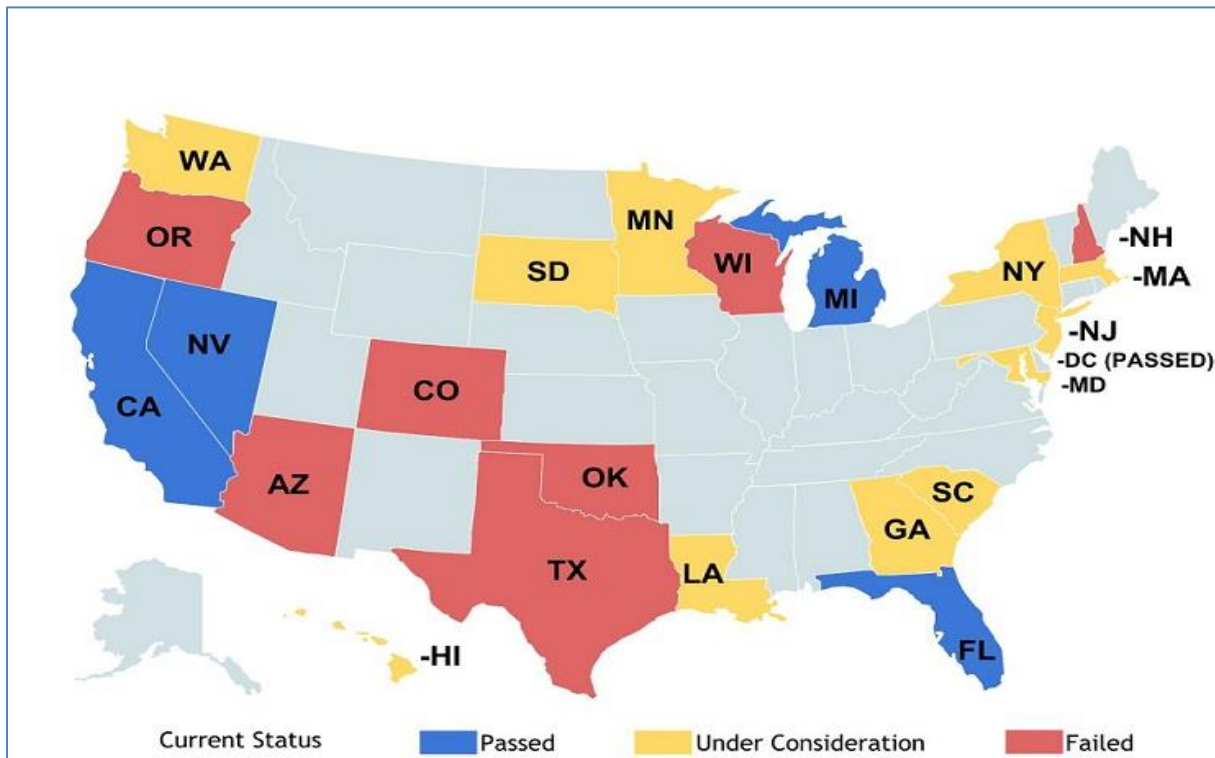 WA
OR
MN
-NH
SD
WI
NY
-MA
MI
NV
-NJ
-DC (PASSED)
-MD
CO
CA
AZ
OK
SC
GA
TX
LA
-HI
FL
Current Status
Passed
Under Consideration
Failed